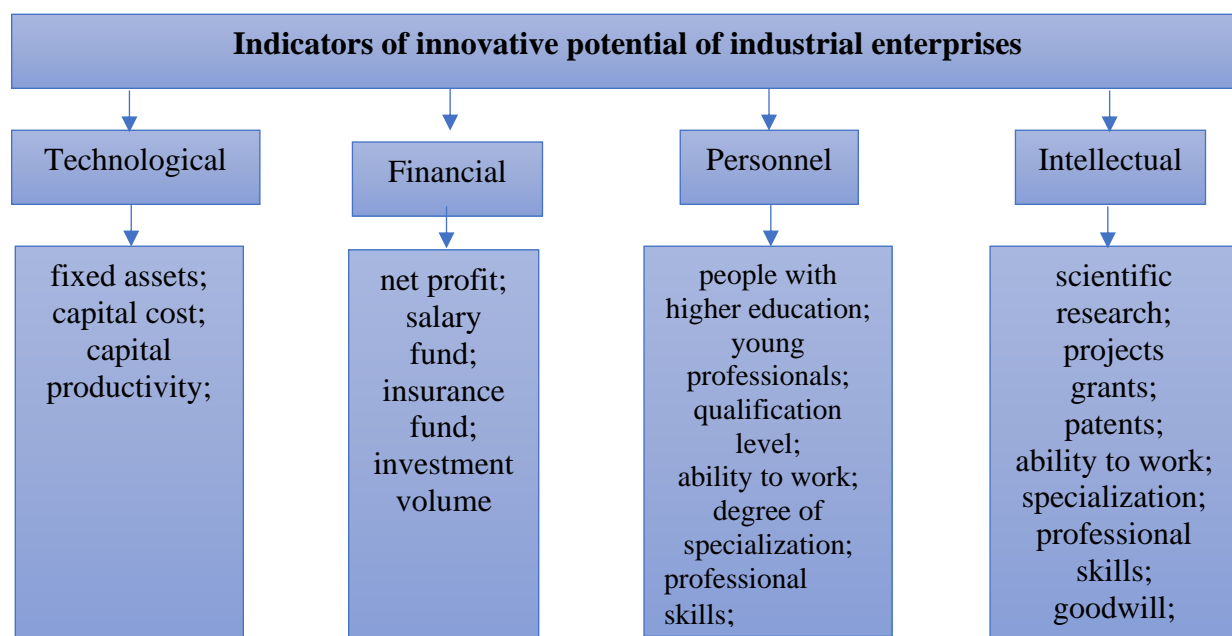 Indicators of innovative potential of industrial enterprises
Technological
Financial
Personnel
Intellectual
fixed assets;
capital cost;
capital
productivity;
net profit;
salary
fund;
insurance
fund;
investment
volume
people with
higher education;
young
professionals;
qualification
level;
ability to work;
degree of
specialization;
professional
skills;
scientific
research;
projects
grants;
patents;
ability to work;
specialization;
professional
skills;
goodwill;